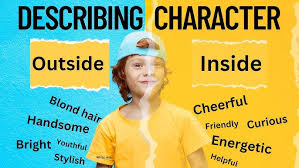 DESCRIBING CHARACTER
Outside
Inside
Blond hair
Handsome
Bright
Youthful
Stylish
Cheerful
Friendly
Curious
Energetic
Helpful